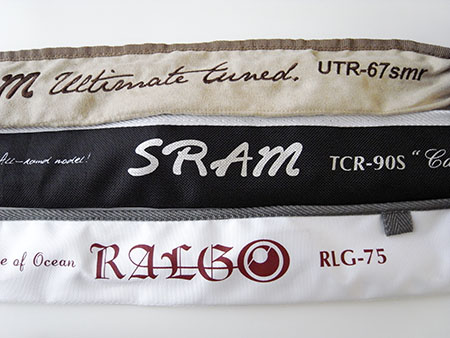 M Ultimate tuned. UTR-67smr
All-round model! SRAM TCR-90S "Ca
e of Ocean RALGO RLG-75